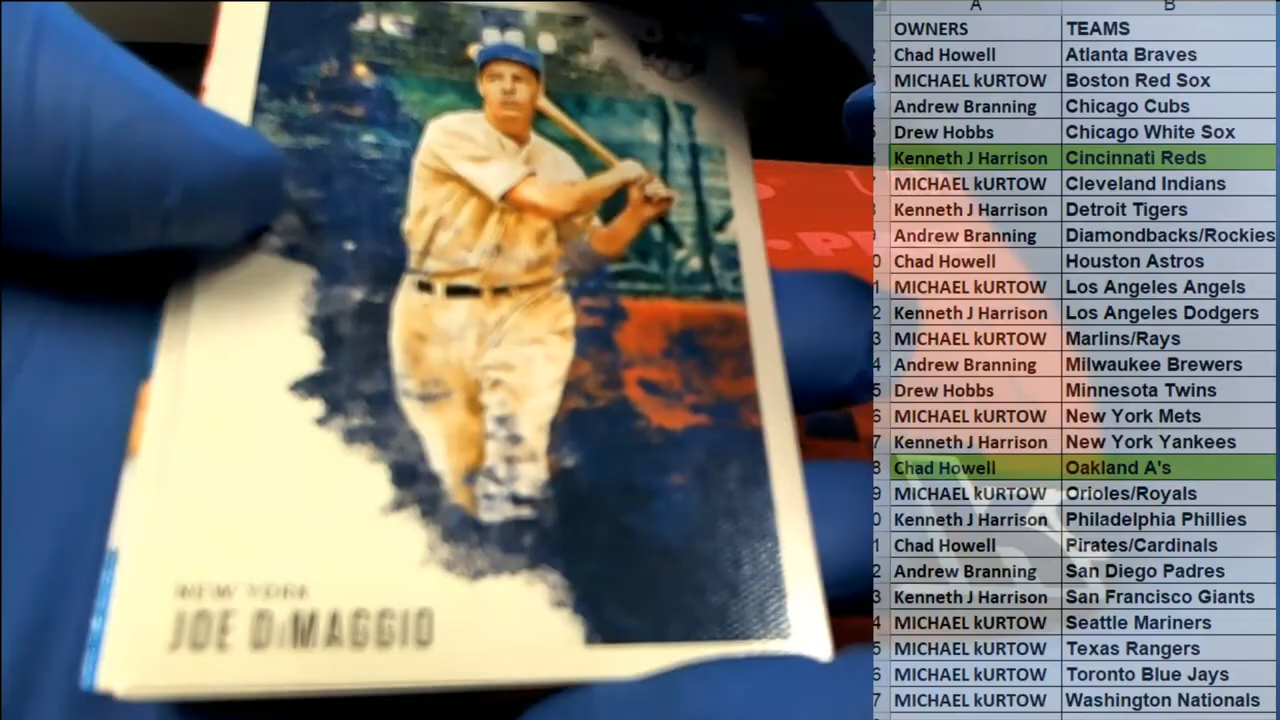 NEW YORK
JOE DiMAGGIO
A B
OWNERS TEAMS
Chad Howell Atlanta Braves
MICHAEL kURTOW Boston Red Sox
Andrew Branning Chicago Cubs
Drew Hobbs Chicago White Sox
Kenneth J Harrison Cincinnati Reds
MICHAEL kURTOW Cleveland Indians
Kenneth J Harrison Detroit Tigers
Andrew Branning Diamondbacks/Rockies
Chad Howell Houston Astros
MICHAEL kURTOW Los Angeles Angels
Kenneth J Harrison Los Angeles Dodgers
MICHAEL kURTOW Marlins/Rays
Andrew Branning Milwaukee Brewers
Drew Hobbs Minnesota Twins
MICHAEL kURTOW New York Mets
Kenneth J Harrison New York Yankees
Chad Howell Oakland A's
MICHAEL kURTOW Orioles/Royals
Kenneth J Harrison Philadelphia Phillies
Chad Howell Pirates/Cardinals
Andrew Branning San Diego Padres
Kenneth J Harrison San Francisco Giants
MICHAEL kURTOW Seattle Mariners
MICHAEL kURTOW Texas Rangers
MICHAEL kURTOW Toronto Blue Jays
MICHAEL kURTOW Washington Nationals